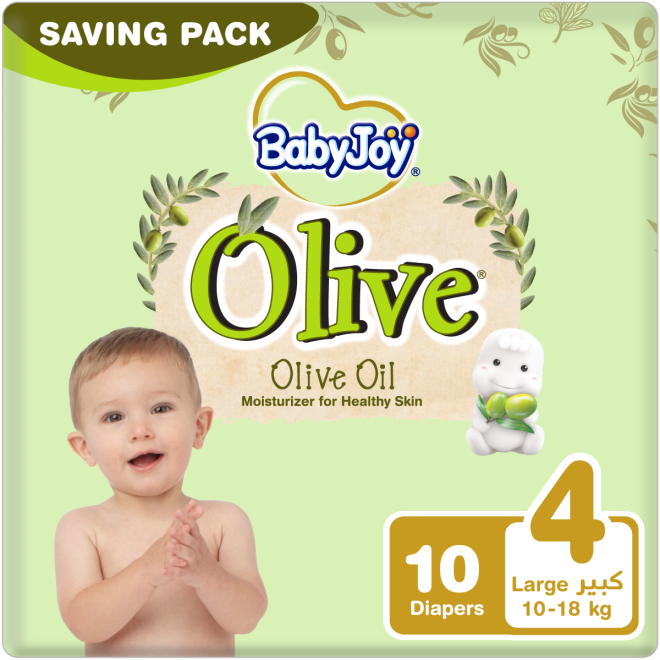 SAVING PACK
BabyJoy®
Olive®
Olive Oil
Moisturizer for Healthy Skin
4
10
Diapers
Large كبير
10-18 kg